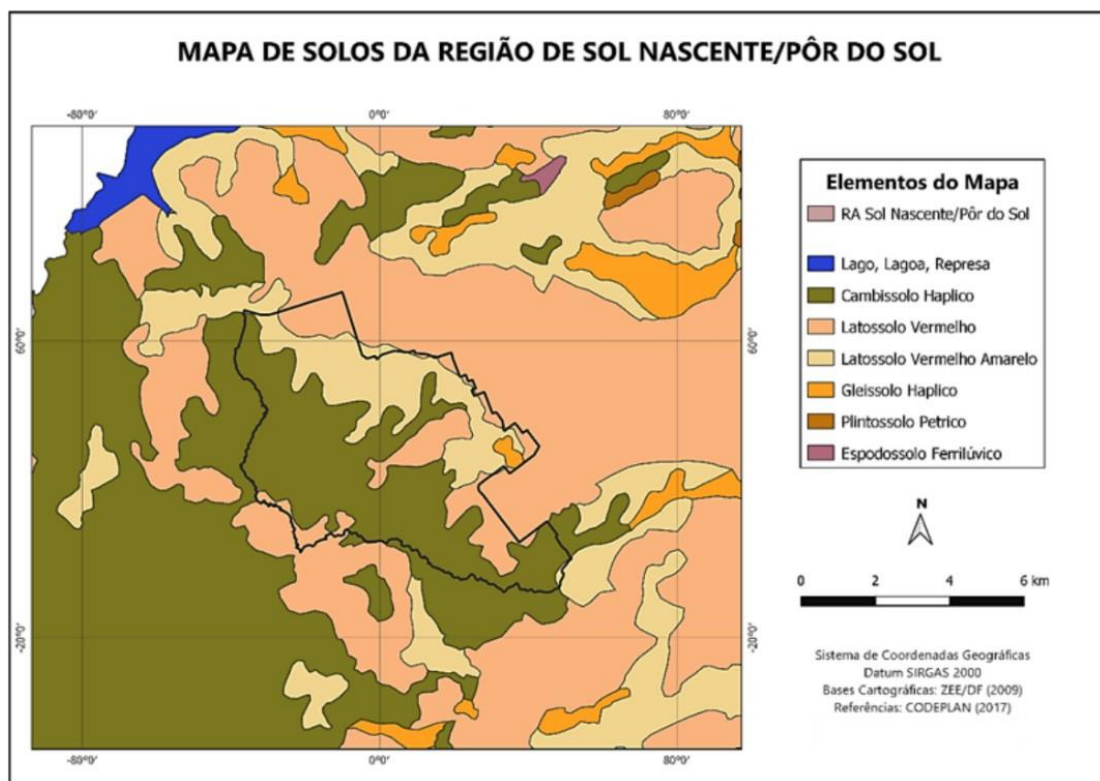 MAPA DE SOLOS DA REGIÃO DE SOL NASCENTE/PÔR DO SOL
-80°0' 0°0' 80°0'
60°0' 60°0'
-20°0' -20°0'
-80°0' 0°0' 80°0'
Elementos do Mapa
RA Sol Nascente/Pôr do Sol
Lago, Lagoa, Represa
Cambissolo Haplico
Latossolo Vermelho
Latossolo Vermelho Amarelo
Gleissolo Haplico
Plintossolo Petrico
Espodossolo Ferrilúvico
N
0 2 4 6 km
Sistema de Coordenadas Geográficas
Datum SIRGAS 2000
Bases Cartográficas: ZEE/DF (2009)
Referências: CODEPLAN (2017)